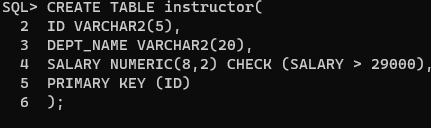 SQL> CREATE TABLE instructor(
2 ID VARCHAR2(5),
3 DEPT_NAME VARCHAR2(20),
4 SALARY NUMERIC(8,2) CHECK (SALARY > 29000),
5 PRIMARY KEY (ID)
6 );